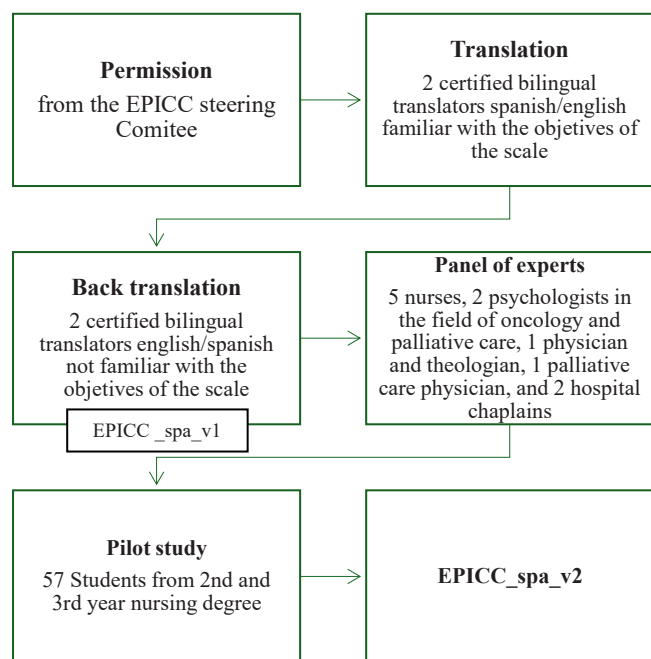 Permission
from the EPICC steering
Comitee
Translation
2 certified bilingual
translators spanish/english
familiar with the objetives of
the scale
Back translation
2 certified bilingual
translators english/spanish
not familiar with the
objetives of the scale
EPICC _spa_v1
Panel of experts
5 nurses, 2 psychologists in
the field of oncology and
palliative care, 1 physician
and theologian, 1 palliative
care physician, and 2 hospital
chaplains
Pilot study
57 Students from 2nd and
3rd year nursing degree
EPICC_spa_v2